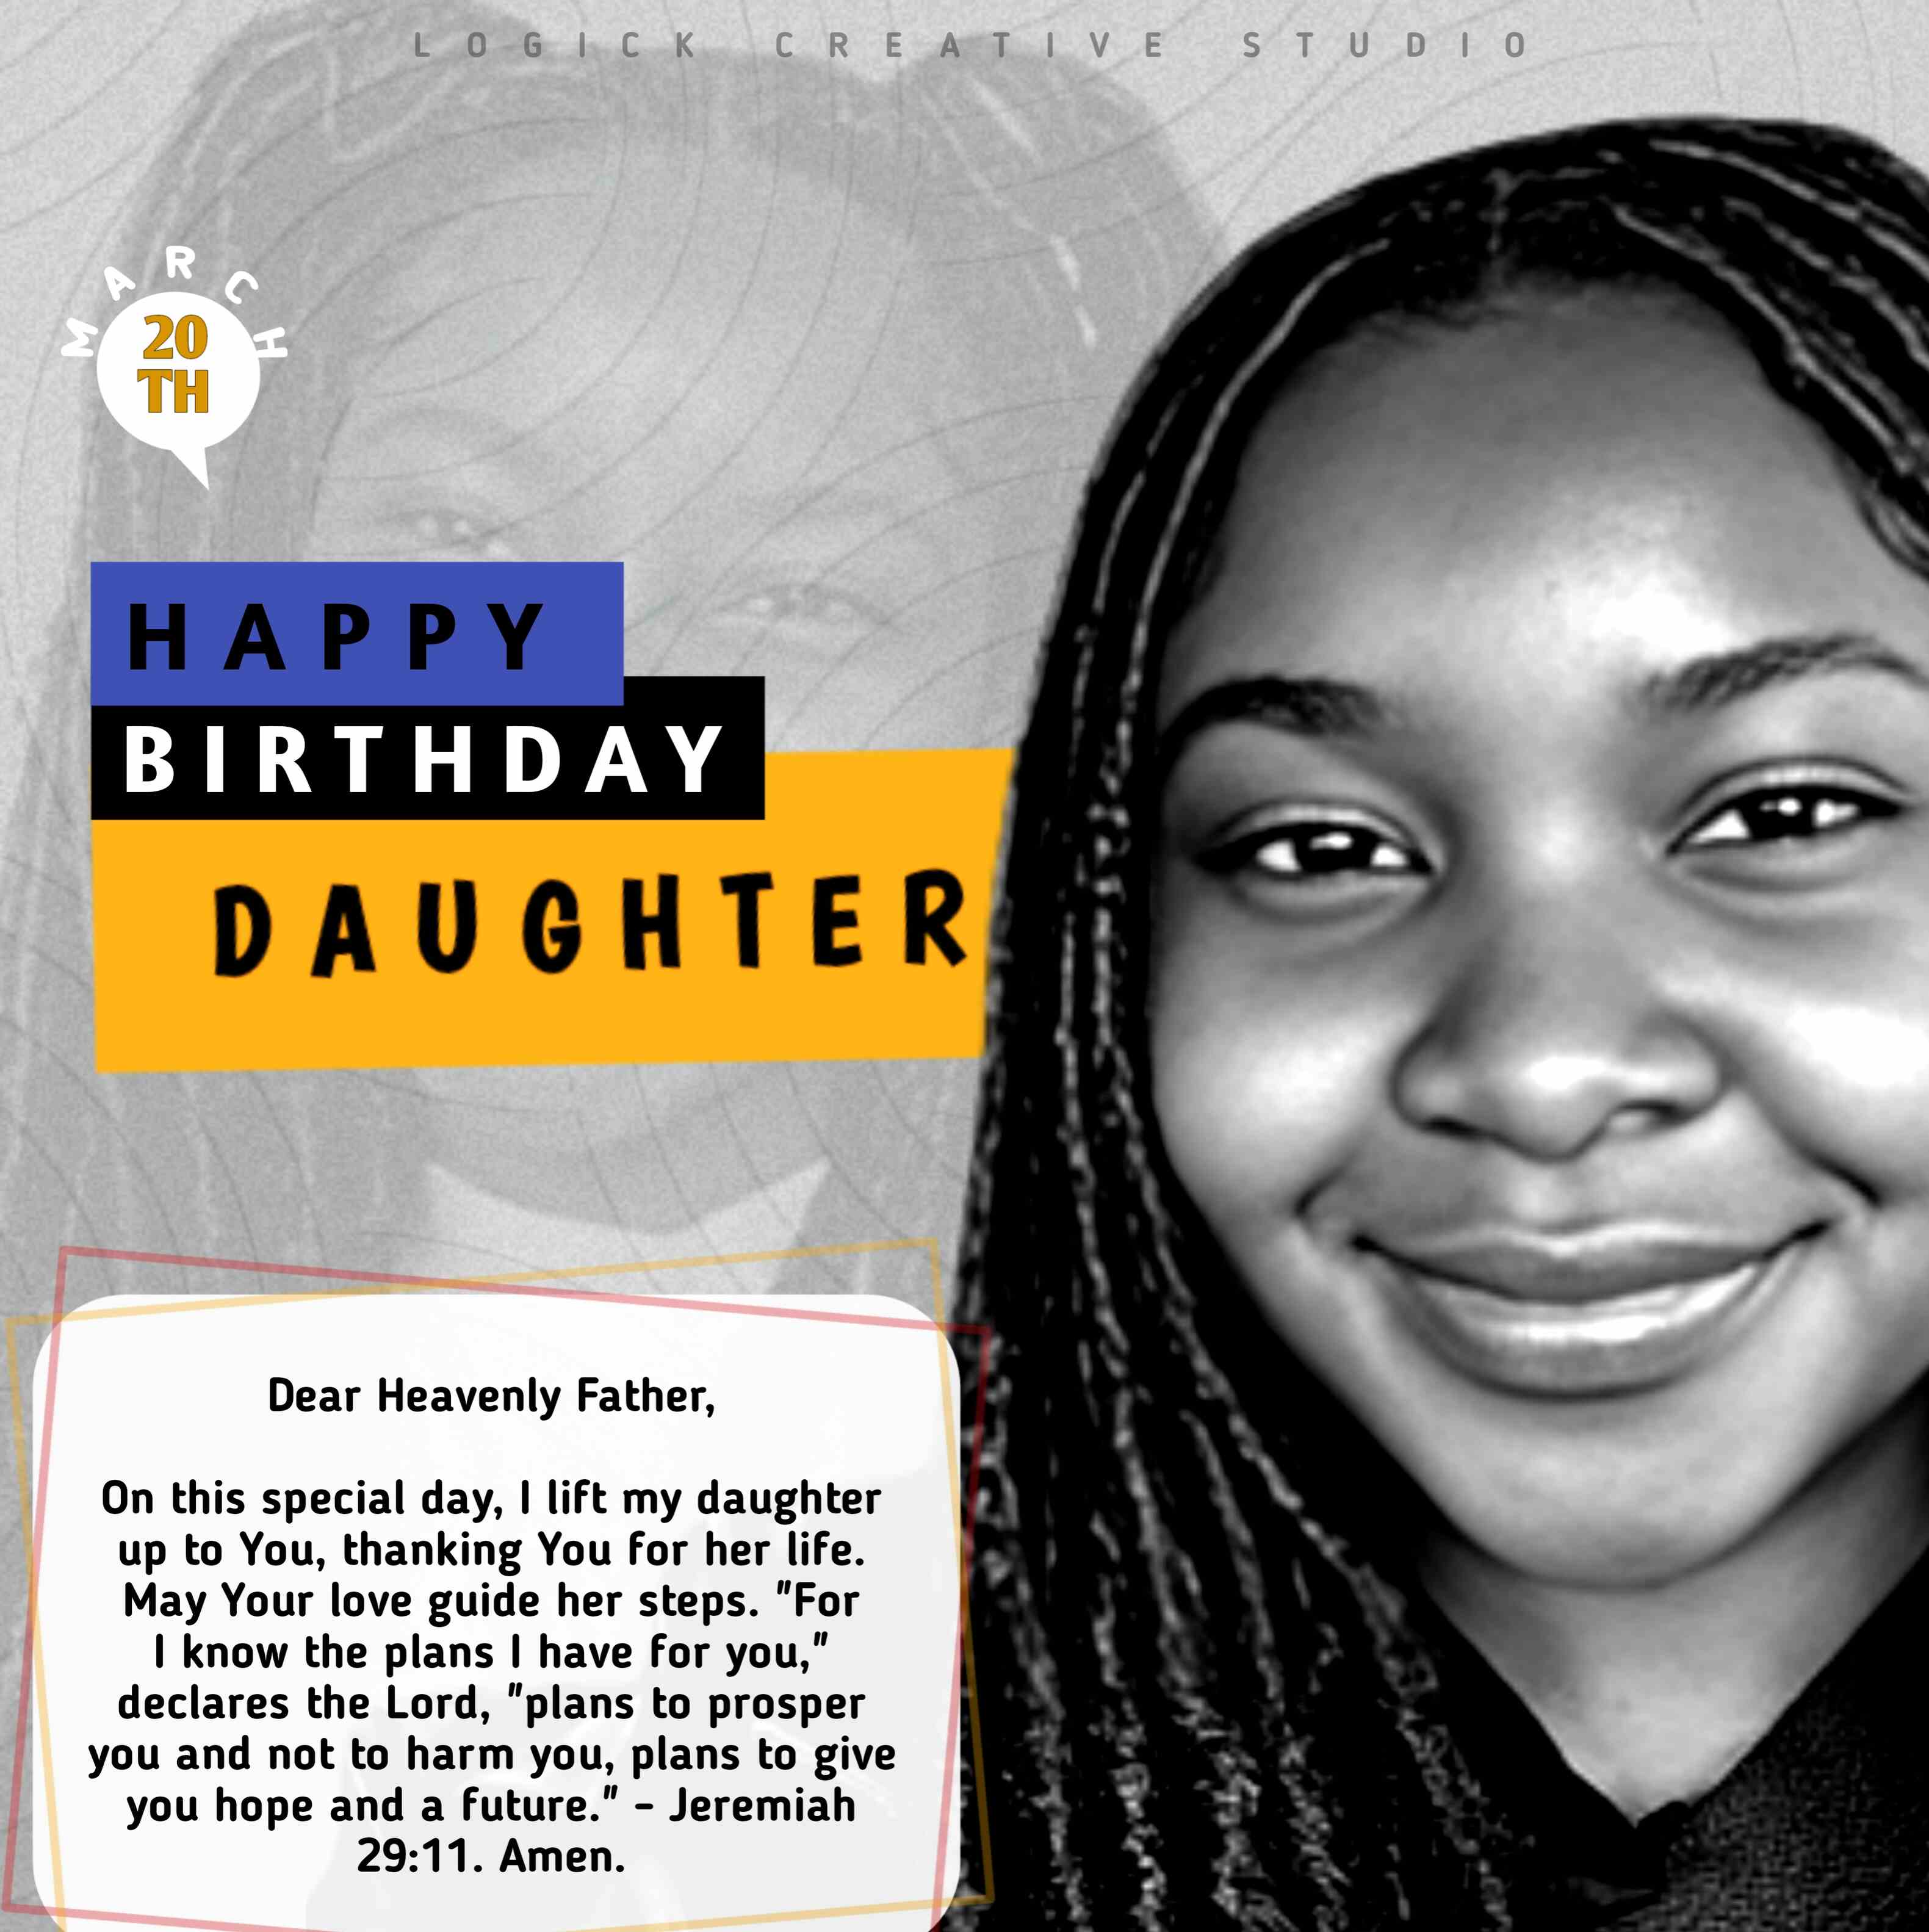 LOGICK CREATIVE STUDIO
MARCH
20
TH
HAPPY
BIRTHDAY
DAUGHTER
Dear Heavenly Father,
On this special day, I lift my daughter
up to You, thanking You for her life.
May Your love guide her steps. "For
I know the plans I have for you,"
declares the Lord, "plans to prosper
you and not to harm you, plans to give
you hope and a future." - Jeremiah
29:11. Amen.